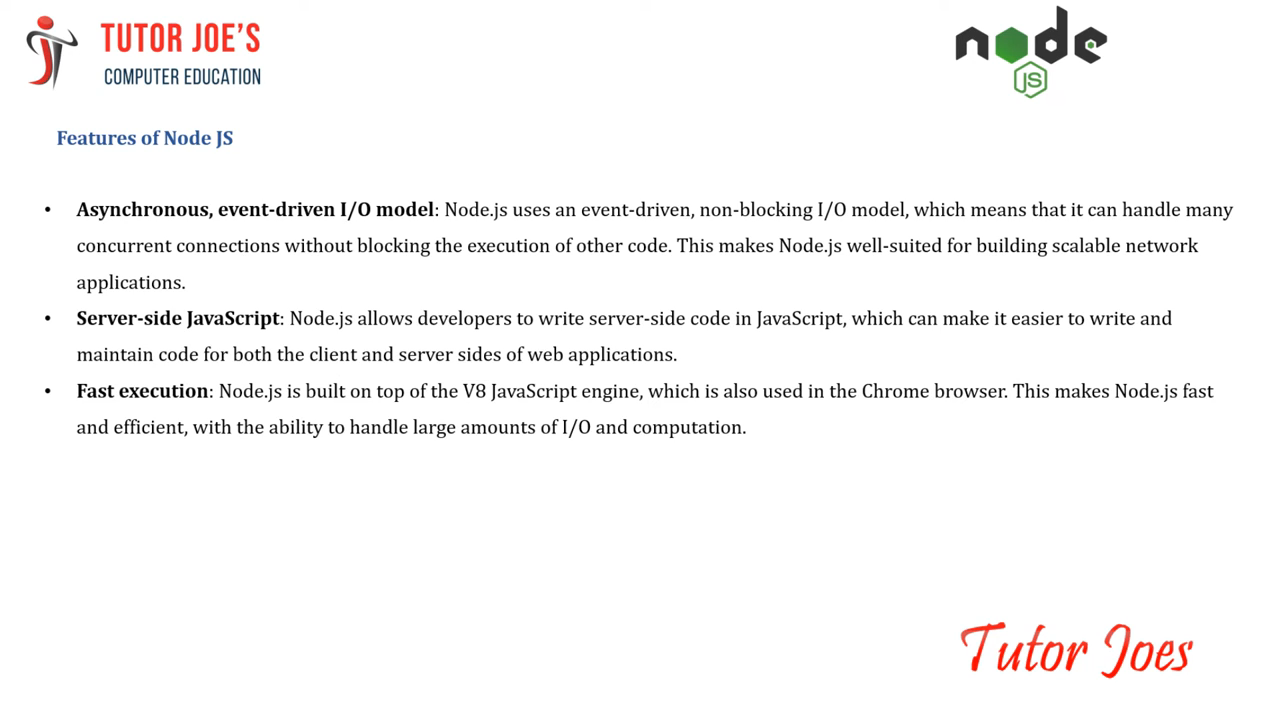 TUTOR JOE'S
COMPUTER EDUCATION
node
JS
Features of Node JS
• Asynchronous, event-driven I/O model: Node.js uses an event-driven, non-blocking I/O model, which means that it can handle many
concurrent connections without blocking the execution of other code. This makes Node.js well-suited for building scalable network
applications.
• Server-side JavaScript: Node.js allows developers to write server-side code in JavaScript, which can make it easier to write and
maintain code for both the client and server sides of web applications.
• Fast execution: Node.js is built on top of the V8 JavaScript engine, which is also used in the Chrome browser. This makes Node.js fast
and efficient, with the ability to handle large amounts of I/O and computation.
Tutor Joes